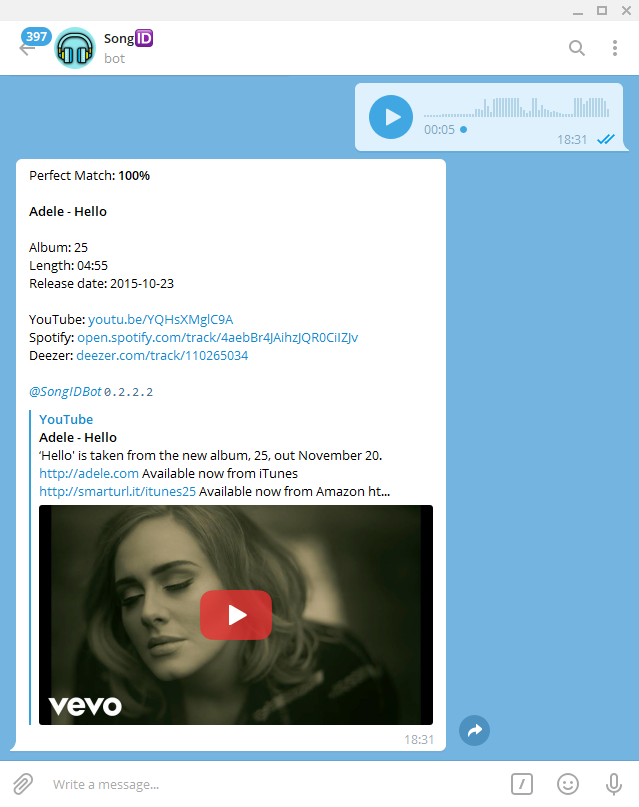 397
Song🆔
bot
00:05
18:31
Perfect Match: 100%
Adele - Hello
Album: 25
Length: 04:55
Release date: 2015-10-23
YouTube: youtu.be/YQHsXMglC9A
Spotify: open.spotify.com/track/4aebBr4JAihzJQR0CiIZJv
Deezer: deezer.com/track/110265034
@SongIDBot 0.2.2.2
YouTube
Adele - Hello
‘Hello' is taken from the new album, 25, out November 20.
http://adele.com Available now from iTunes
http://smarturl.it/itunes25 Available now from Amazon ht...
vevo
18:31
Write a message...